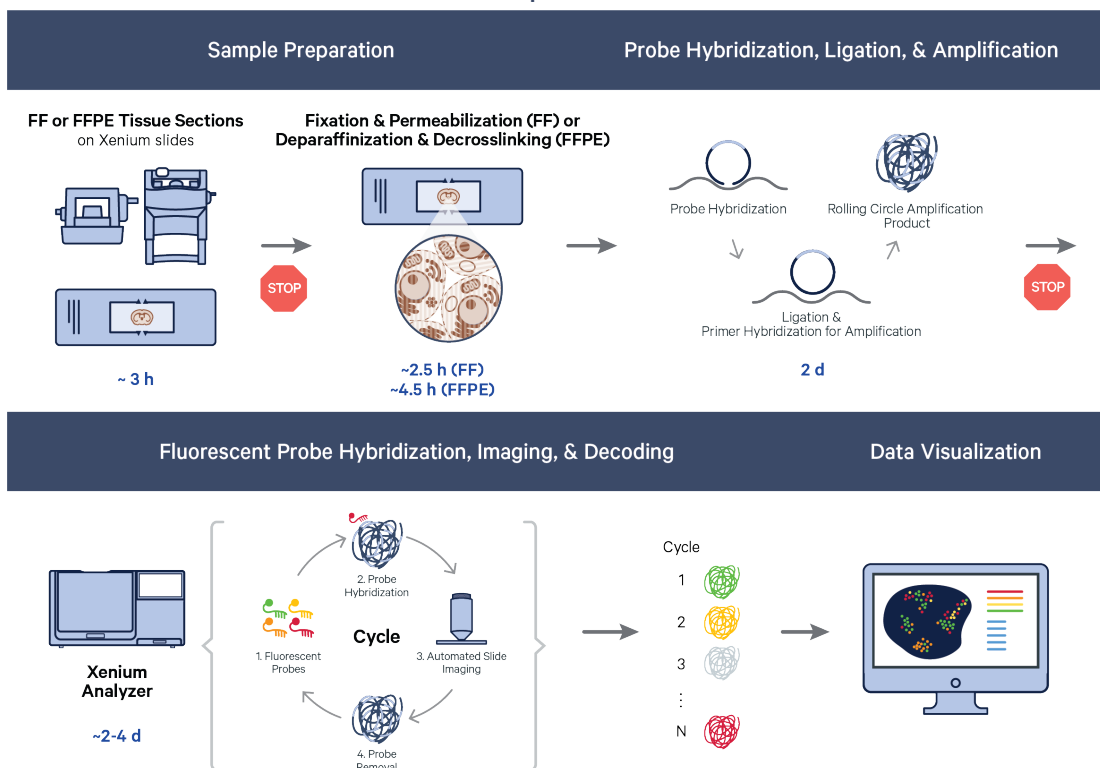 Sample Preparation
Probe Hybridization, Ligation, & Amplification
FF or FFPE Tissue Sections
on Xenium slides
STOP
~ 3 h
Fixation & Permeabilization (FF) or
Deparaffinization & Decrosslinking (FFPE)
~2.5 h (FF)
~4.5 h (FFPE)
Probe Hybridization
Rolling Circle Amplification
Product
Ligation &
Primer Hybridization for Amplification
2 d
STOP
Fluorescent Probe Hybridization, Imaging, & Decoding
Data Visualization
Xenium
Analyzer
~2-4 d
Cycle
1. Fluorescent
Probes
2. Probe
Hybridization
3. Automated Slide
Imaging
4. Probe
Removal
Cycle
1
2
3
⋮
N